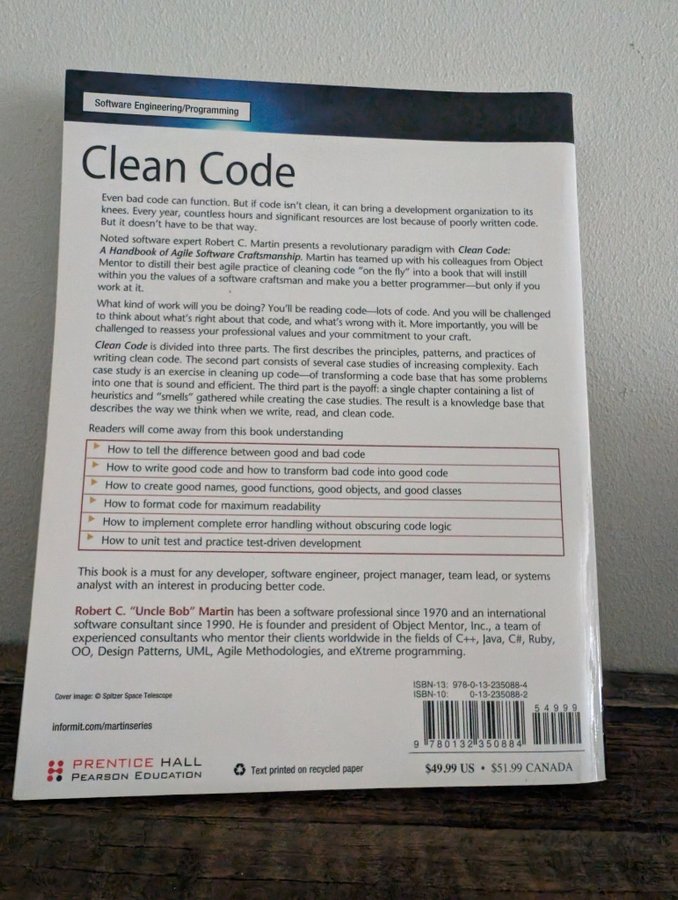 Software Engineering/Programming
Clean Code
Even bad code can function. But if code isn't clean, it can bring a development organization to its
knees. Every year, countless hours and significant resources are lost because of poorly written code.
But it doesn't have to be that way.
Noted software expert Robert C. Martin presents a revolutionary paradigm with Clean Code:
A Handbook of Agile Software Craftsmanship. Martin has teamed up with his colleagues from Object
Mentor to distill their best agile practice of cleaning code "on the fly" into a book that will instill
within you the values of a software craftsman and make you a better programmer—but only if you
work at it.
What kind of work will you be doing? You'll be reading code—lots of code. And you will be challenged
to think about what's right about that code, and what's wrong with it. More importantly, you will be
challenged to reassess your professional values and your commitment to your craft.
Clean Code is divided into three parts. The first describes the principles, patterns, and practices of
writing clean code. The second part consists of several case studies of increasing complexity. Each
case study is an exercise in cleaning up code—of transforming a code base that has some problems
into one that is sound and efficient. The third part is the payoff: a single chapter containing a list of
heuristics and "smells" gathered while creating the case studies. The result is a knowledge base that
describes the way we think when we write, read, and clean code.
Readers will come away from this book understanding
How to tell the difference between good and bad code
How to write good code and how to transform bad code into good code
How to create good names, good functions, good objects, and good classes
How to format code for maximum readability
How to implement complete error handling without obscuring code logic
How to unit test and practice test-driven development
This book is a must for any developer, software engineer, project manager, team lead, or systems
analyst with an interest in producing better code.
Robert C. "Uncle Bob" Martin has been a software professional since 1970 and an international
software consultant since 1990. He is founder and president of Object Mentor, Inc., a team of
experienced consultants who mentor their clients worldwide in the fields of C++, Java, C#, Ruby,
OO, Design Patterns, UML, Agile Methodologies, and eXtreme programming.
Cover image: © Spitzer Space Telescope
informit.com/martinseries
PRENTICE HALL
PEARSON EDUCATION
Text printed on recycled paper
ISBN-13: 978-0-13-235088-4
ISBN-10: 0-13-235088-2
54999
9 780132 350884
$49.99 US • $51.99 CANADA